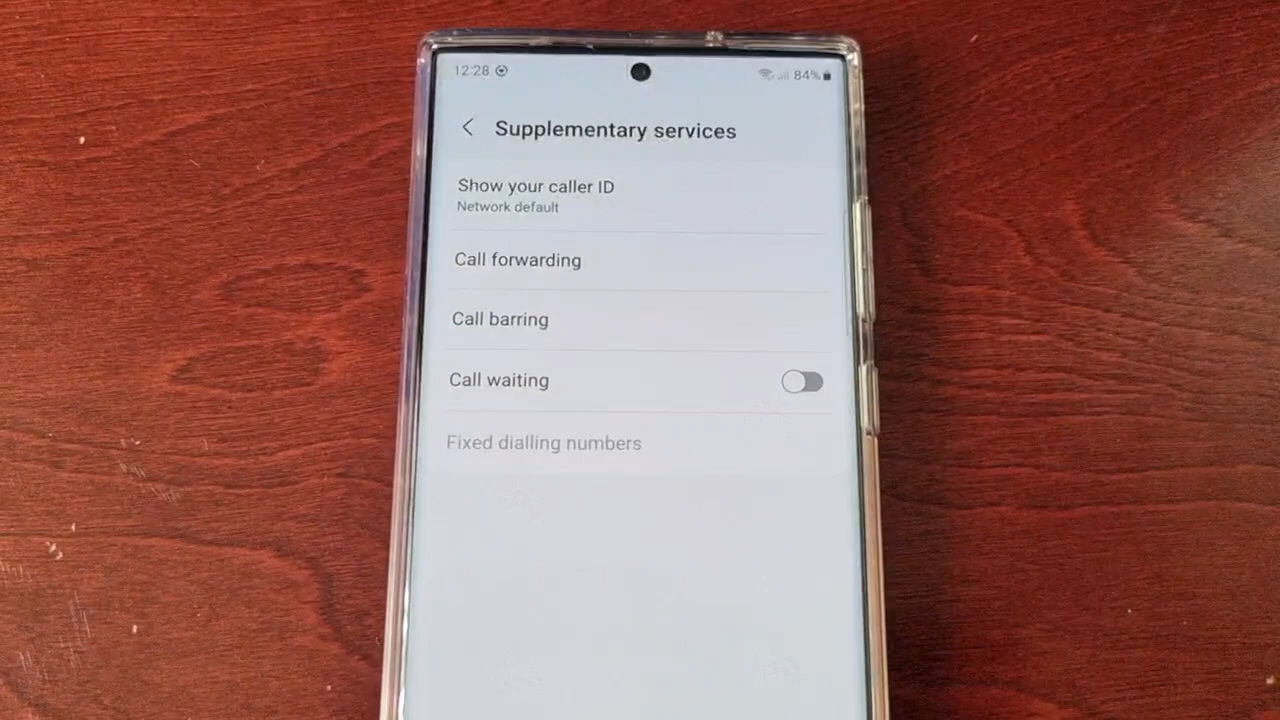 12:28 84%
Supplementary services
Show your caller ID
Network default
Call forwarding
Call barring
Call waiting
Fixed dialling numbers